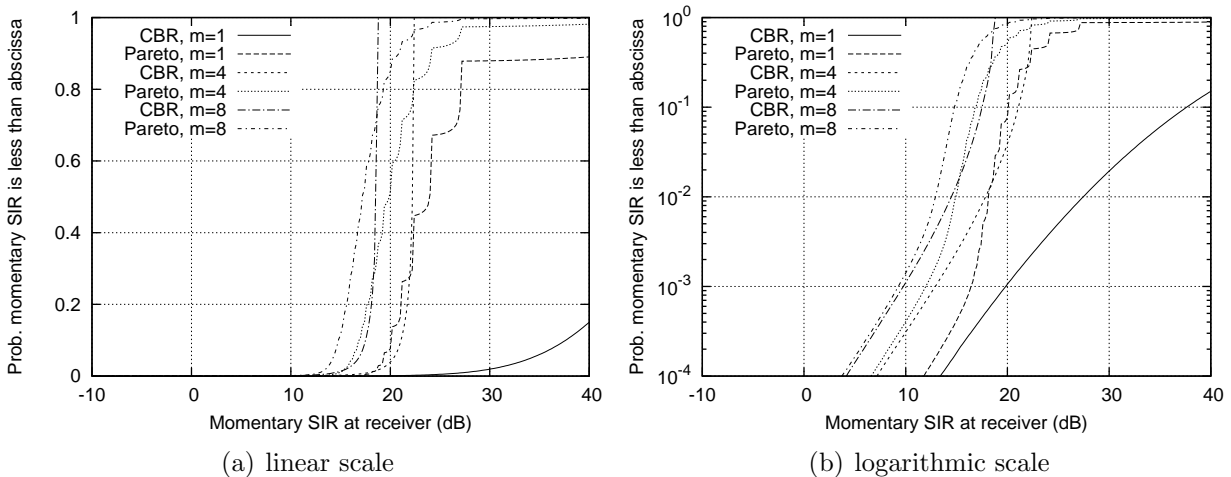 Prob. momentary SIR is less than abscissa
1
0.8
0.6
0.4
0.2
0
-10
0
10
20
30
40
CBR, m=1
Pareto, m=1
CBR, m=4
Pareto, m=4
CBR, m=8
Pareto, m=8
Momentary SIR at receiver (dB)
(a) linear scale
Prob. momentary SIR is less than abscissa
10^0
10^-1
10^-2
10^-3
10^-4
-10
0
10
20
30
40
CBR, m=1
Pareto, m=1
CBR, m=4
Pareto, m=4
CBR, m=8
Pareto, m=8
Momentary SIR at receiver (dB)
(b) logarithmic scale